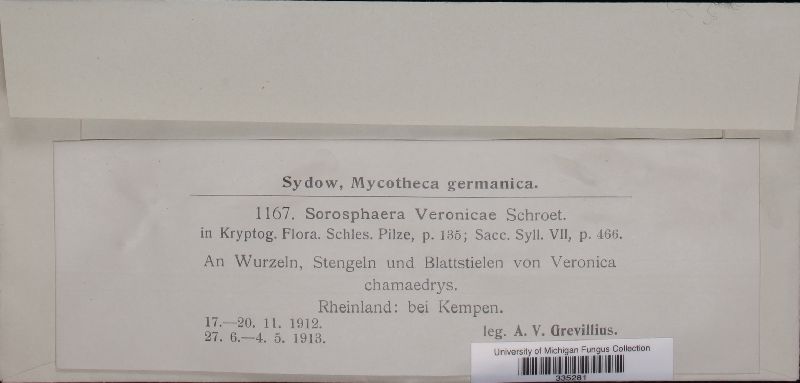 Sydow, Mycotheca germanica.
1167. Sorosphaera Veronicae Schroet.
in Kryptog. Flora. Schles. Pilze, p. 135; Sacc. Syll. VII, p. 466.
An Wurzeln, Stengeln und Blattstielen von Veronica
chamaedrys.
Rheinland: bei Kempen.
17.—20. 11. 1912.
27. 6.—4. 5. 1913.
leg. A. V. Grevillius.
University of Michigan Fungus Collection
335281